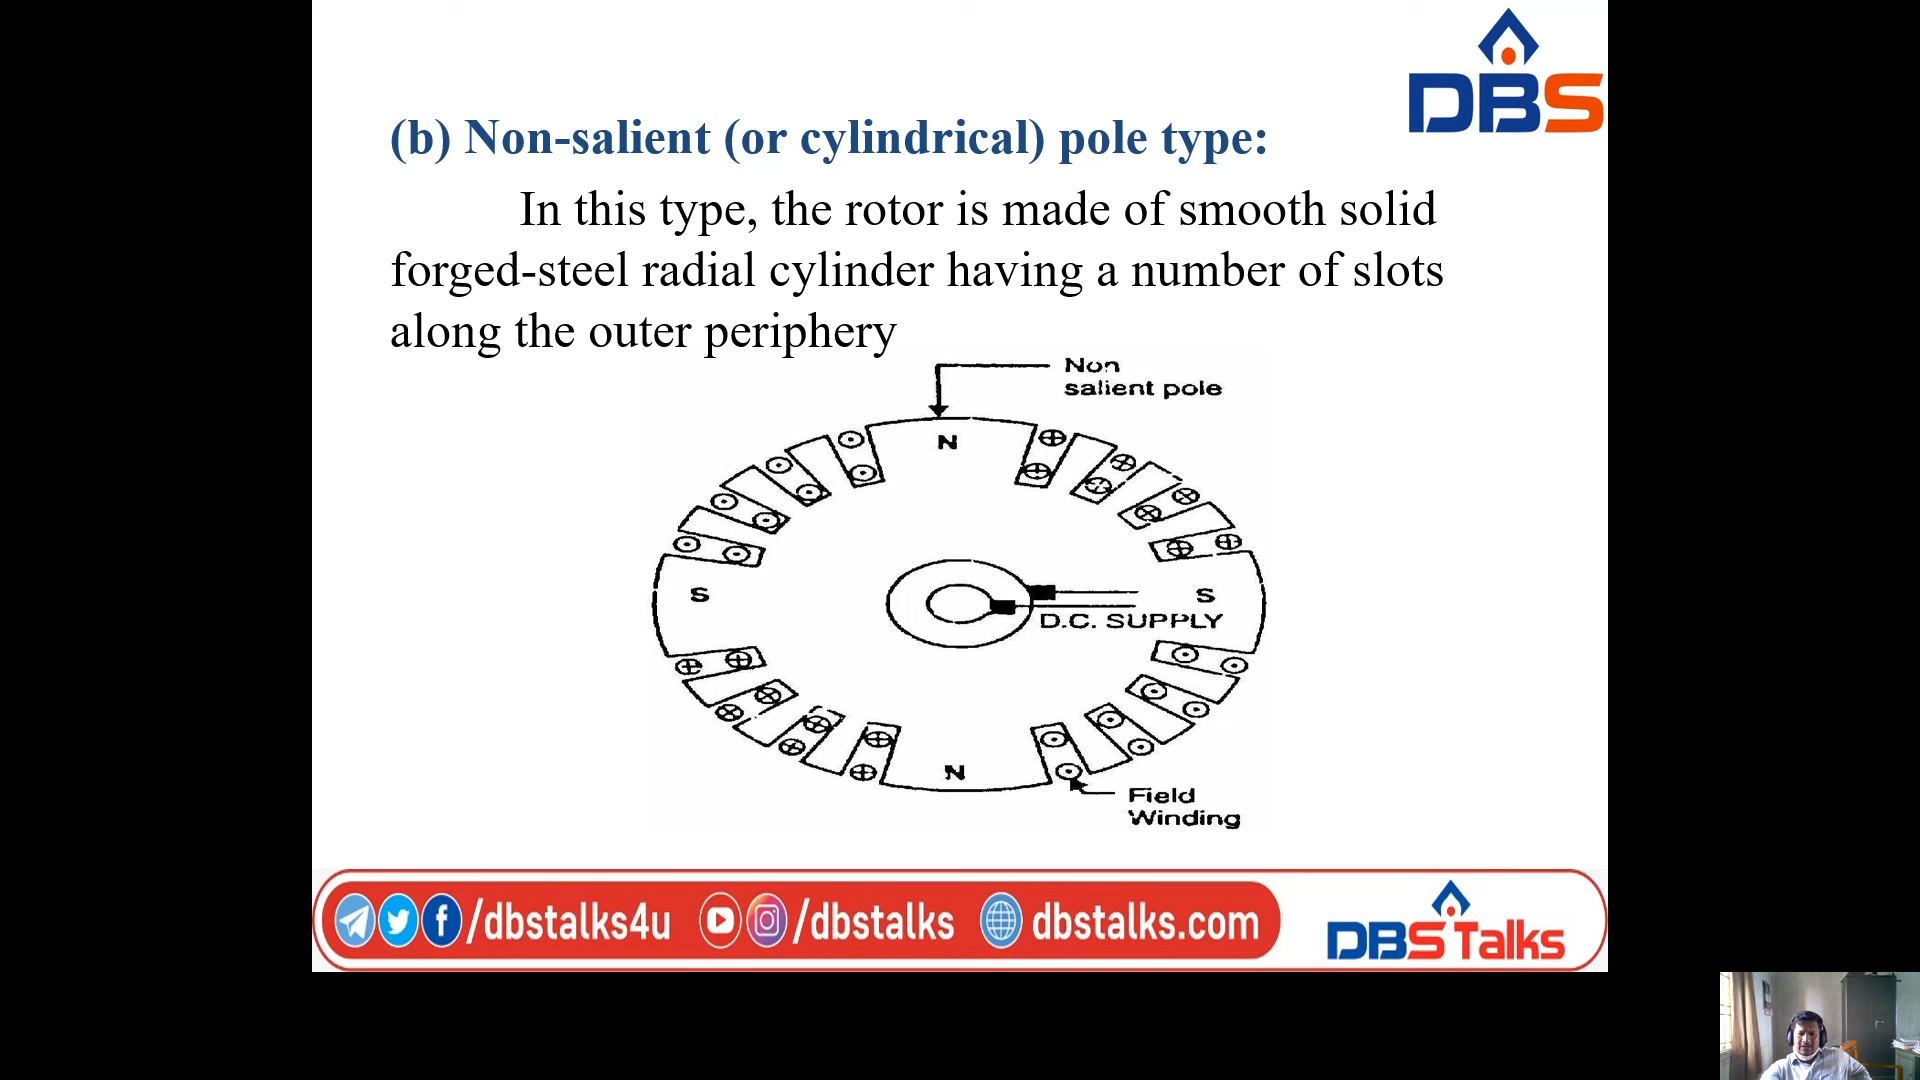 DBS
(b) Non-salient (or cylindrical) pole type:
In this type, the rotor is made of smooth solid
forged-steel radial cylinder having a number of slots
along the outer periphery
Non
salient pole
N
S
S
D.C. SUPPLY
N
Field
Winding
/dbstalks4u
/dbstalks
dbstalks.com
DBS Talks